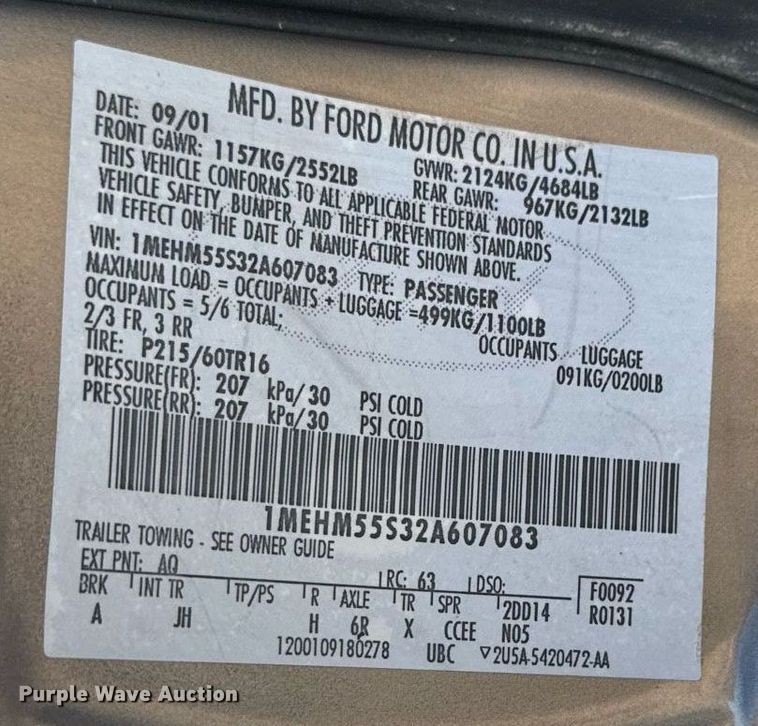 MFD. BY FORD MOTOR CO. IN U.S.A.
DATE: 09/01 GVWR: 2124KG/4684LB
FRONT GAWR: 1157KG/2552LB REAR GAWR: 967KG/2132LB
THIS VEHICLE CONFORMS TO ALL APPLICABLE FEDERAL MOTOR
VEHICLE SAFETY, BUMPER, AND THEFT PREVENTION STANDARDS
IN EFFECT ON THE DATE OF MANUFACTURE SHOWN ABOVE.
VIN: 1MEHM55S32A607083 TYPE: PASSENGER
MAXIMUM LOAD = OCCUPANTS + LUGGAGE =499KG/1100LB
OCCUPANTS = 5/6 TOTAL; OCCUPANTS LUGGAGE
2/3 FR, 3 RR 091KG/0200LB
TIRE: P215/60TR16
PRESSURE(FR): 207 kPa/30 PSI COLD
PRESSURE(RR): 207 kPa/30 PSI COLD
1MEHM55S32A607083
TRAILER TOWING - SEE OWNER GUIDE
EXT PNT: AQ RC: 63 DSO: F0092
BRK INT TR TP/PS R AXLE TR SPR 2DD14 R0131
A JH H 6R X CCEE N05
1200109180278 UBC ▽2U5A-5420472-AA
Purple Wave Auction